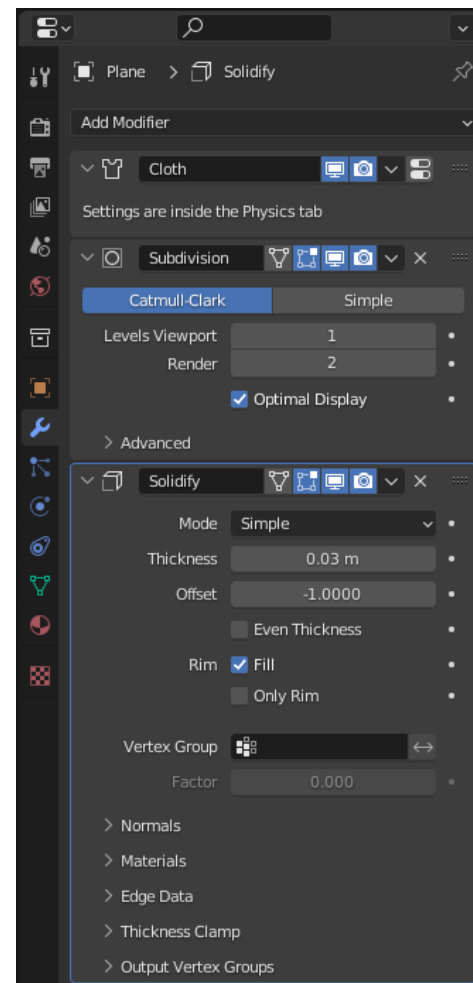 Plane > Solidify
Add Modifier
Cloth
Settings are inside the Physics tab
Subdivision
Catmull-Clark Simple
Levels Viewport 1
Render 2
Optimal Display
Advanced
Solidify
Mode Simple
Thickness 0.03 m
Offset -1.0000
Even Thickness
Rim Fill
Only Rim
Vertex Group
Factor 0.000
Normals
Materials
Edge Data
Thickness Clamp
Output Vertex Groups